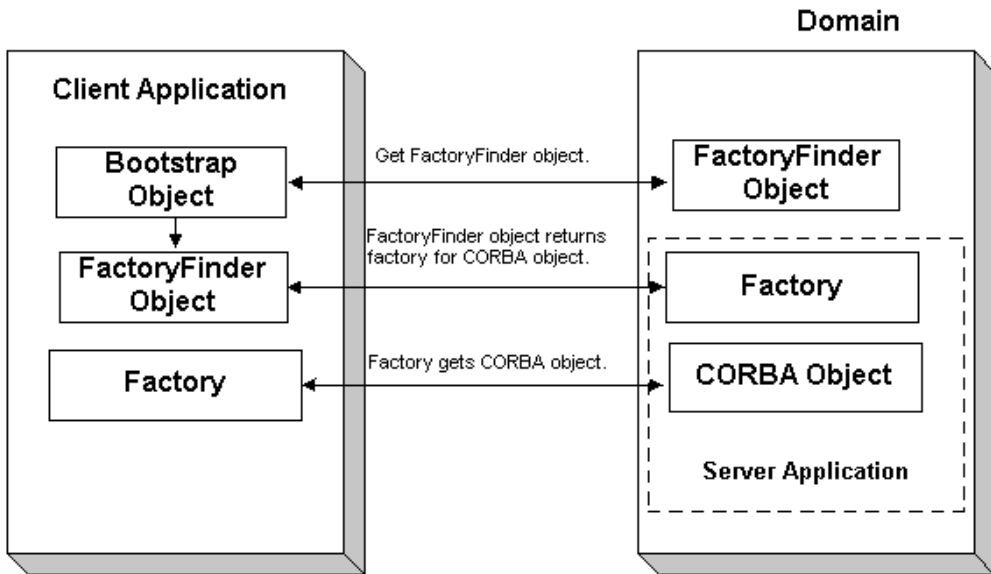 Domain
Client Application
Bootstrap
Object
Get FactoryFinder object.
FactoryFinder
Object
FactoryFinder object returns
factory for CORBA object.
FactoryFinder
Object
Factory
Factory
Factory gets CORBA object.
CORBA Object
Server Application